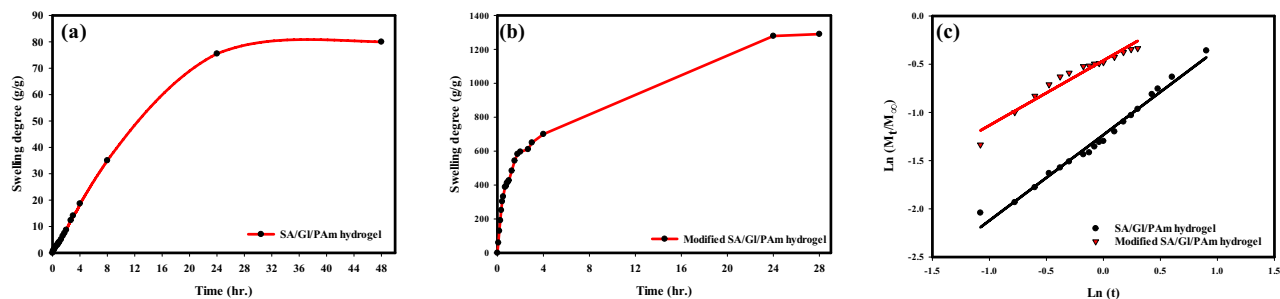 (a)
Swelling degree (g/g)
90
80
70
60
50
40
30
20
10
0
SA/Gl/PAm hydrogel
0 4 8 12 16 20 24 28 32 36 40 44 48
Time (hr.)
(b)
Swelling degree (g/g)
1400
1200
1000
800
600
400
200
0
Modified SA/Gl/PAm hydrogel
0 4 8 12 16 20 24 28
Time (hr.)
(c)
Ln (Mt/M∞)
0.0
-0.5
-1.0
-1.5
-2.0
-2.5
SA/Gl/PAm hydrogel
Modified SA/Gl/PAm hydrogel
-1.5 -1.0 -0.5 0.0 0.5 1.0 1.5
Ln (t)